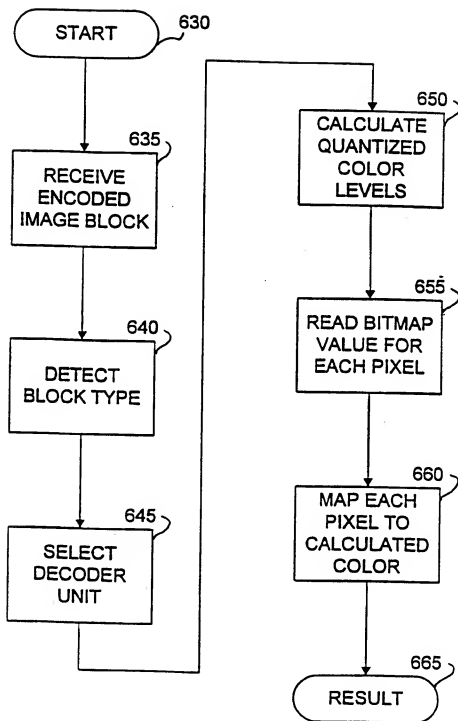 START
630
635
RECEIVE
ENCODED
IMAGE BLOCK
640
DETECT
BLOCK TYPE
645
SELECT
DECODER
UNIT
650
CALCULATE
QUANTIZED
COLOR
LEVELS
655
READ BITMAP
VALUE FOR
EACH PIXEL
660
MAP EACH
PIXEL TO
CALCULATED
COLOR
665
RESULT